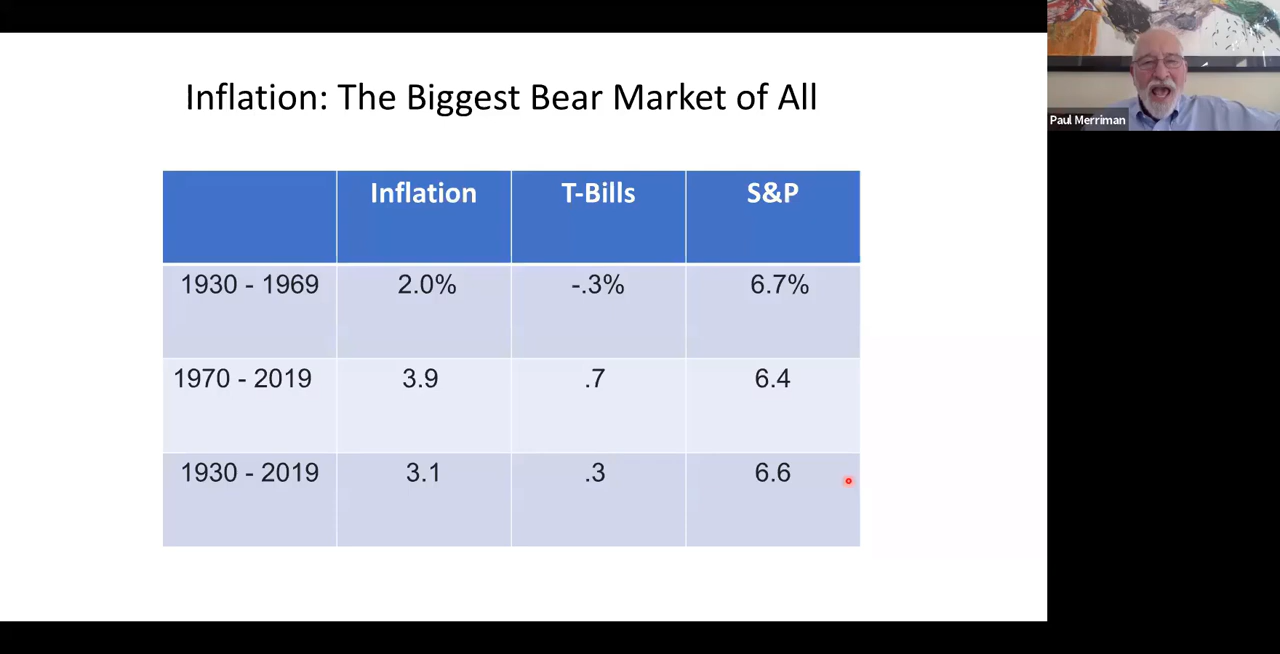 Inflation: The Biggest Bear Market of All
Paul Merriman
Inflation T-Bills S&P
1930 - 1969 2.0% -.3% 6.7%
1970 - 2019 3.9 .7 6.4
1930 - 2019 3.1 .3 6.6